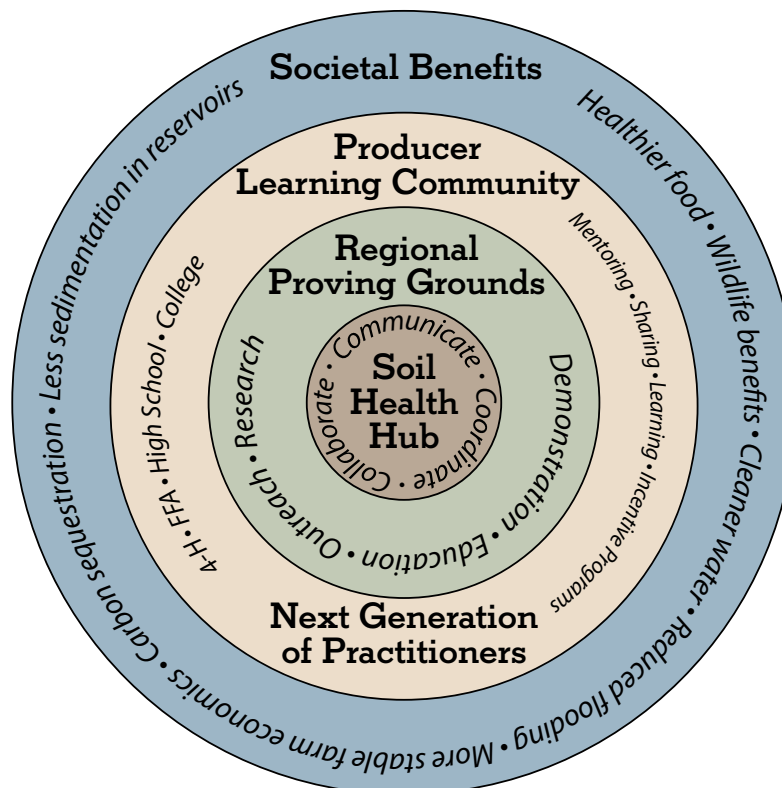 Societal Benefits
Healthier food • Wildlife benefits • Cleaner water • Reduced flooding • More stable farm economics • Carbon sequestration • Less sedimentation in reservoirs
Producer
Learning Community
Mentoring • Sharing • Learning • Incentive Programs
4-H • FFA • High School • College
Next Generation
of Practitioners
Regional
Proving Grounds
Demonstration • Education • Outreach • Research
Communicate • Coordinate • Collaborate •
Soil
Health
Hub